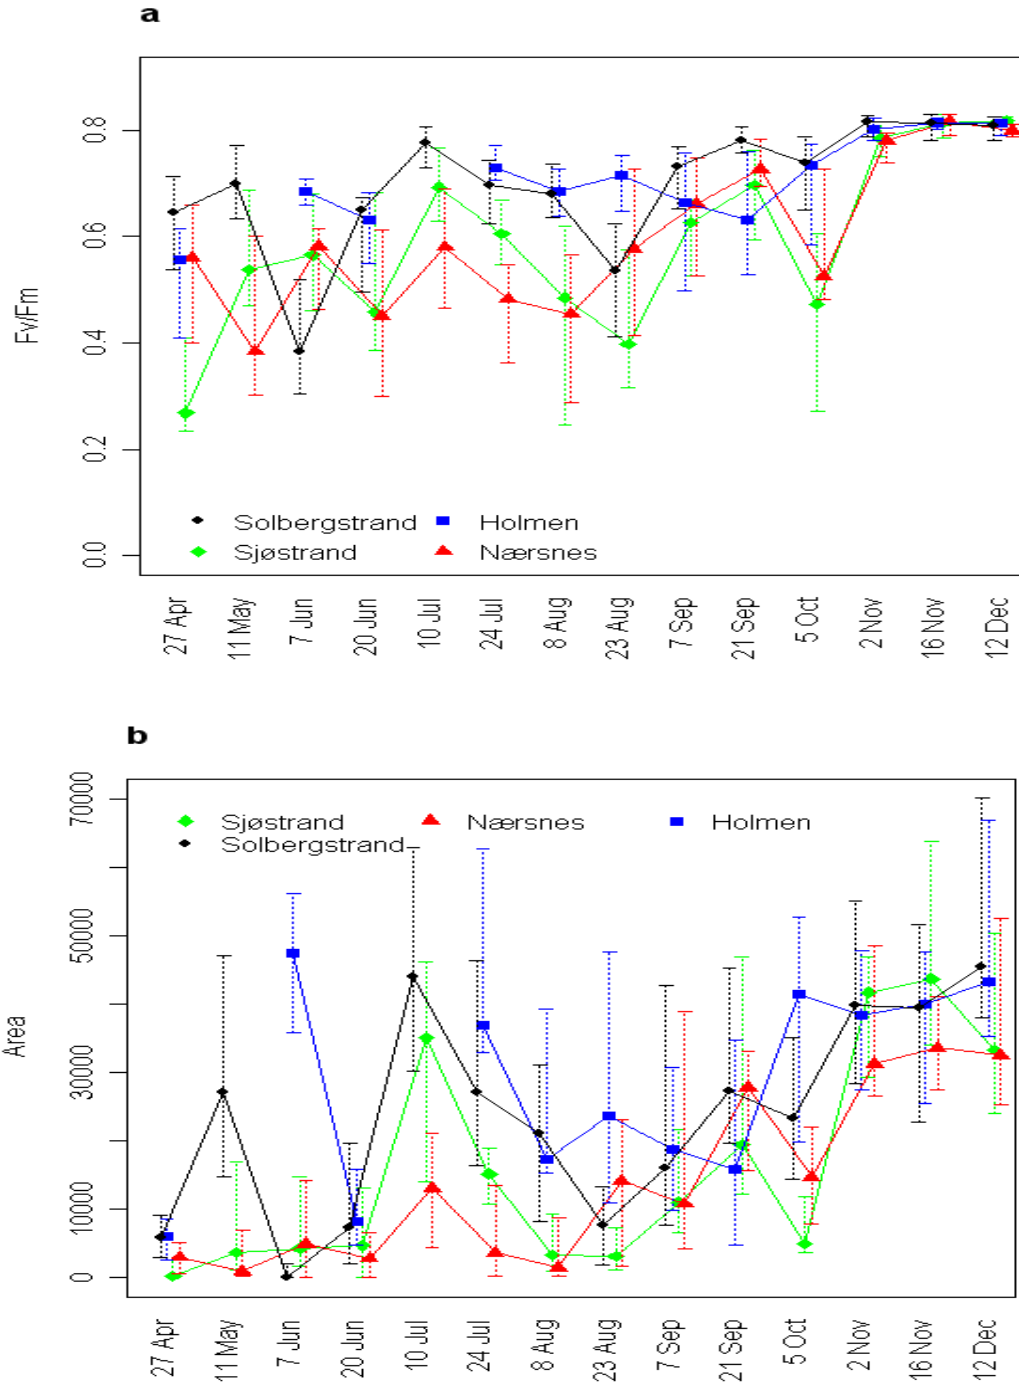 a
Fv/Fm
0.8
0.6
0.4
0.2
0.0
Solbergstrand
Holmen
Sjøstrand
Nærsnes
27 Apr
11 May
7 Jun
20 Jun
10 Jul
24 Jul
8 Aug
23 Aug
7 Sep
21 Sep
5 Oct
2 Nov
16 Nov
12 Dec
b
Area
70000
50000
30000
10000
0
Sjøstrand
Nærsnes
Holmen
Solbergstrand
27 Apr
11 May
7 Jun
20 Jun
10 Jul
24 Jul
8 Aug
23 Aug
7 Sep
21 Sep
5 Oct
2 Nov
16 Nov
12 Dec